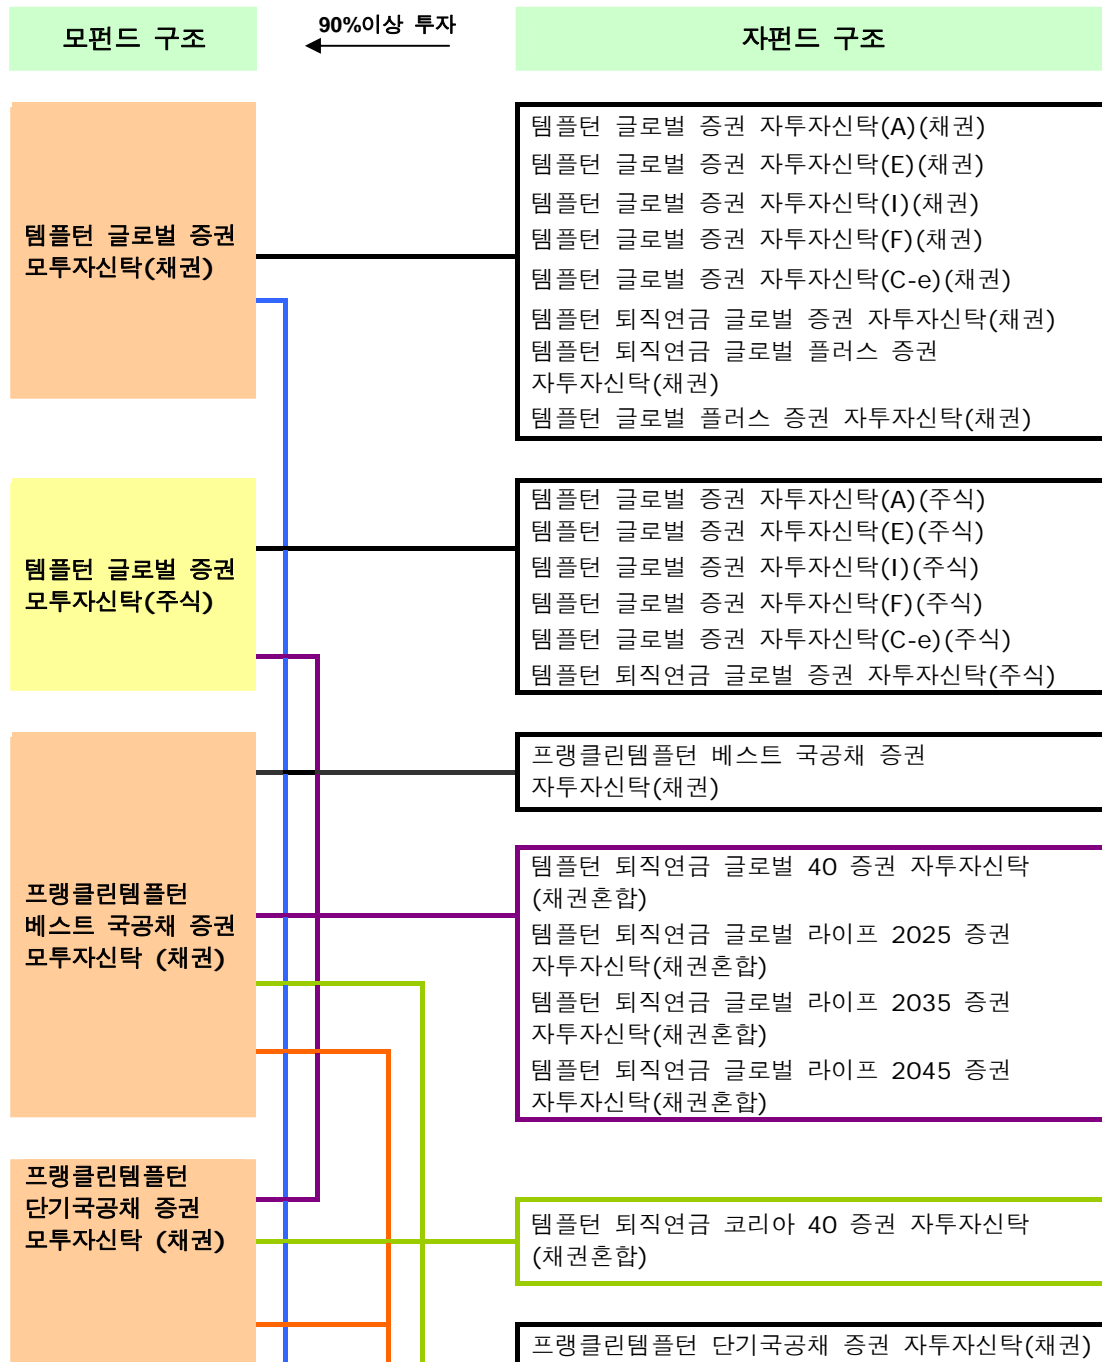 모펀드 구조
90%이상 투자
자펀드 구조
템플턴 글로벌 증권
모투자신탁(채권)
템플턴 글로벌 증권 자투자신탁(A)(채권)
템플턴 글로벌 증권 자투자신탁(E)(채권)
템플턴 글로벌 증권 자투자신탁(I)(채권)
템플턴 글로벌 증권 자투자신탁(F)(채권)
템플턴 글로벌 증권 자투자신탁(C-e)(채권)
템플턴 퇴직연금 글로벌 증권 자투자신탁(채권)
템플턴 퇴직연금 글로벌 플러스 증권
자투자신탁(채권)
템플턴 글로벌 플러스 증권 자투자신탁(채권)
템플턴 글로벌 증권
모투자신탁(주식)
템플턴 글로벌 증권 자투자신탁(A)(주식)
템플턴 글로벌 증권 자투자신탁(E)(주식)
템플턴 글로벌 증권 자투자신탁(I)(주식)
템플턴 글로벌 증권 자투자신탁(F)(주식)
템플턴 글로벌 증권 자투자신탁(C-e)(주식)
템플턴 퇴직연금 글로벌 증권 자투자신탁(주식)
프랭클린템플턴
베스트 국공채 증권
모투자신탁 (채권)
프랭클린템플턴 베스트 국공채 증권
자투자신탁(채권)
템플턴 퇴직연금 글로벌 40 증권 자투자신탁
(채권혼합)
템플턴 퇴직연금 글로벌 라이프 2025 증권
자투자신탁(채권혼합)
템플턴 퇴직연금 글로벌 라이프 2035 증권
자투자신탁(채권혼합)
템플턴 퇴직연금 글로벌 라이프 2045 증권
자투자신탁(채권혼합)
프랭클린템플턴
단기국공채 증권
모투자신탁 (채권)
템플턴 퇴직연금 코리아 40 증권 자투자신탁
(채권혼합)
프랭클린템플턴 단기국공채 증권 자투자신탁(채권)